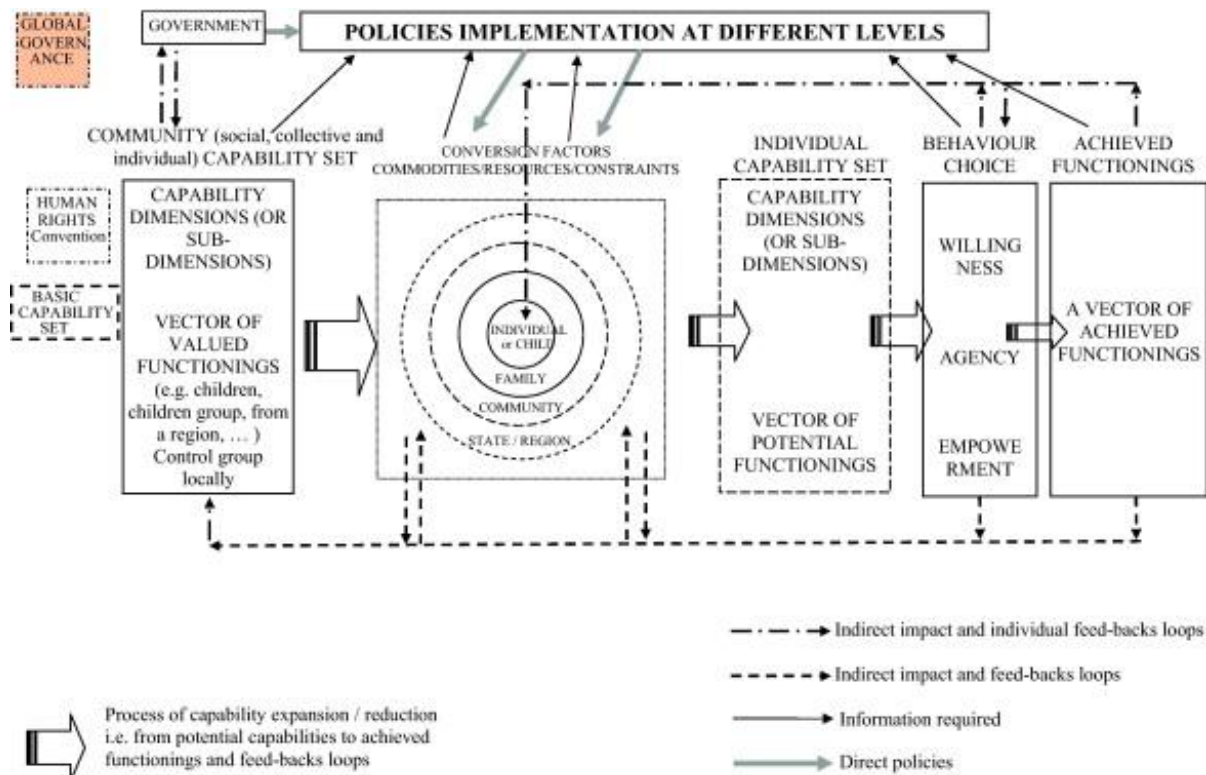 GLOBAL
GOVERN
ANCE
GOVERNMENT
POLICIES IMPLEMENTATION AT DIFFERENT LEVELS
COMMUNITY (social, collective and
individual) CAPABILITY SET
CONVERSION FACTORS
COMMODITIES/RESOURCES/CONSTRAINTS
INDIVIDUAL
CAPABILITY SET
BEHAVIOUR
CHOICE
ACHIEVED
FUNCTIONINGS
HUMAN
RIGHTS
Convention
BASIC
CAPABILITY
SET
CAPABILITY
DIMENSIONS (OR
SUB-
DIMENSIONS)
VECTOR OF
VALUED
FUNCTIONINGS
(e.g. children,
children group, from
a region, … )
Control group
locally
INDIVIDUAL
or CHILD
FAMILY
COMMUNITY
STATE / REGION
CAPABILITY
DIMENSIONS
(OR SUB-
DIMENSIONS)
VECTOR OF
POTENTIAL
FUNCTIONINGS
WILLING
NESS
AGENCY
EMPOWE
RMENT
A VECTOR OF
ACHIEVED
FUNCTIONINGS
Indirect impact and individual feed-backs loops
Indirect impact and feed-backs loops
Information required
Direct policies
Process of capability expansion / reduction
i.e. from potential capabilities to achieved
functionings and feed-backs loops